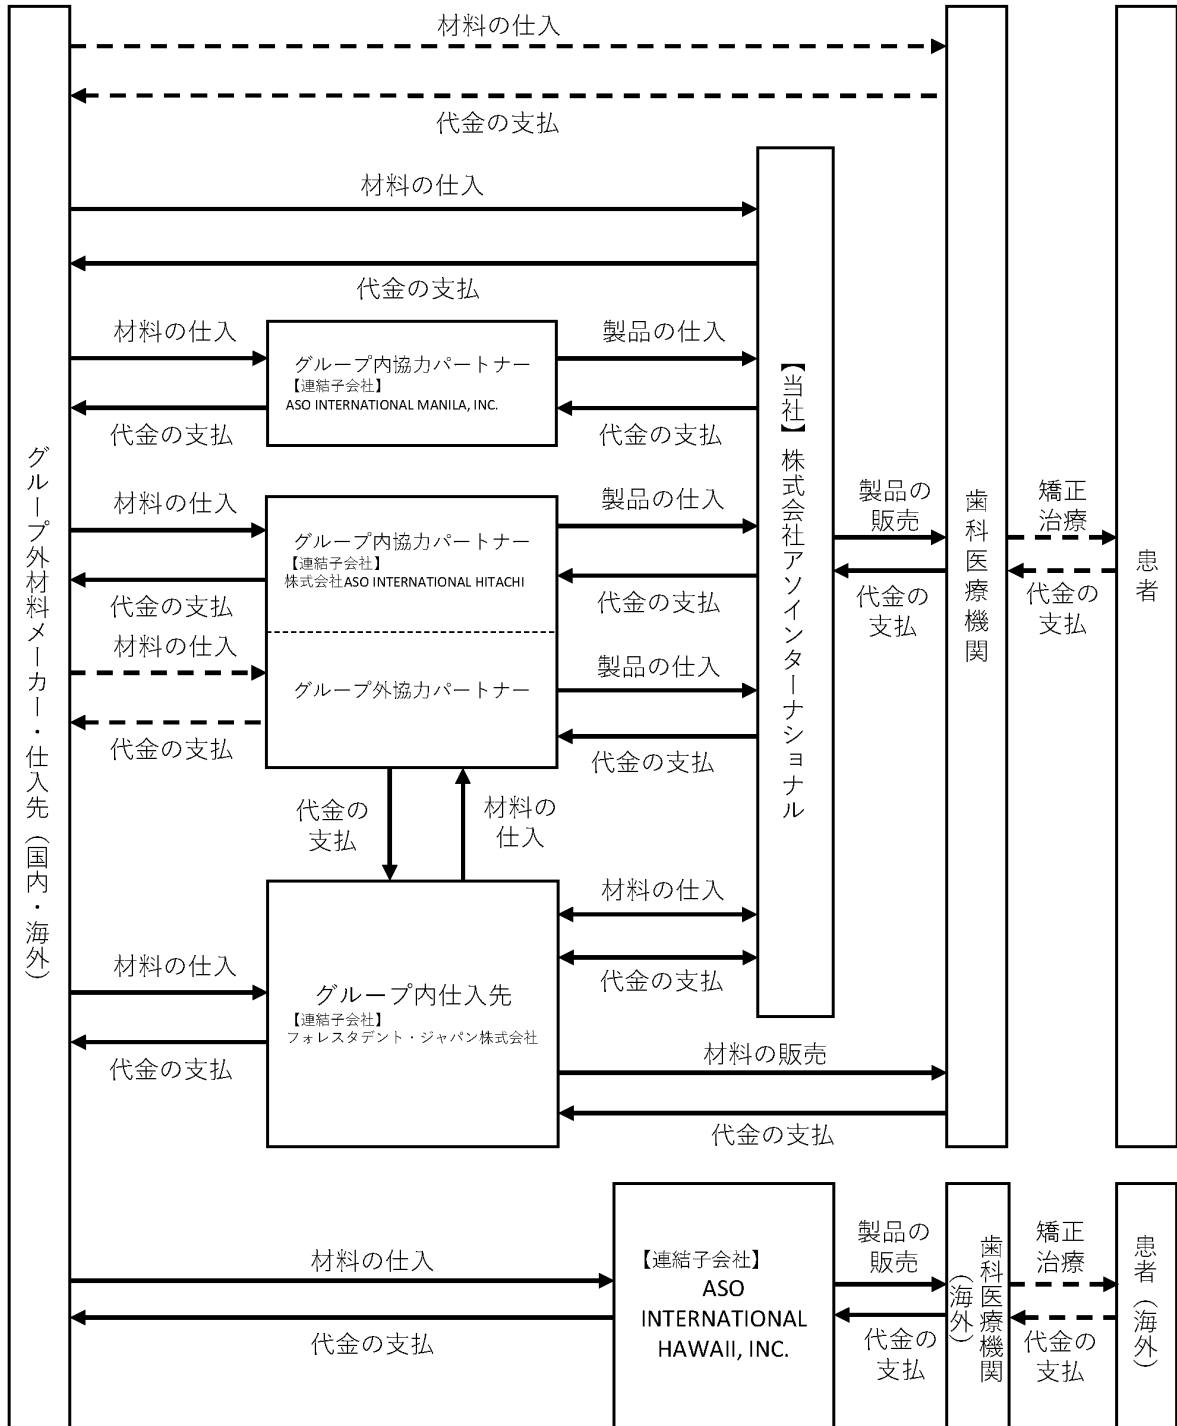 材料の仕入
代金の支払
材料の仕入
代金の支払
材料の仕入
代金の支払
グループ内協力パートナー
【連結子会社】
ASO INTERNATIONAL MANILA, INC.
製品の仕入
代金の支払
材料の仕入
代金の支払
グループ内協力パートナー
【連結子会社】
株式会社ASO INTERNATIONAL HITACHI
製品の仕入
代金の支払
材料の仕入
代金の支払
グループ外協力パートナー
製品の仕入
代金の支払
代金の
支払
材料の
仕入
材料の仕入
代金の支払
材料の仕入
代金の支払
グループ内仕入先
【連結子会社】
フォレスタデント・ジャパン株式会社
材料の販売
代金の支払
グループ外材料メーカー・仕入先（国内・海外）
【当社】株式会社アソインターナショナル
製品の
販売
代金の
支払
歯科医療機関
矯正
治療
代金の
支払
患者
材料の仕入
代金の支払
【連結子会社】
ASO
INTERNATIONAL
HAWAII, INC.
製品の
販売
代金の
支払
歯科医療機関
（海外）
矯正
治療
代金の
支払
患者（海外）